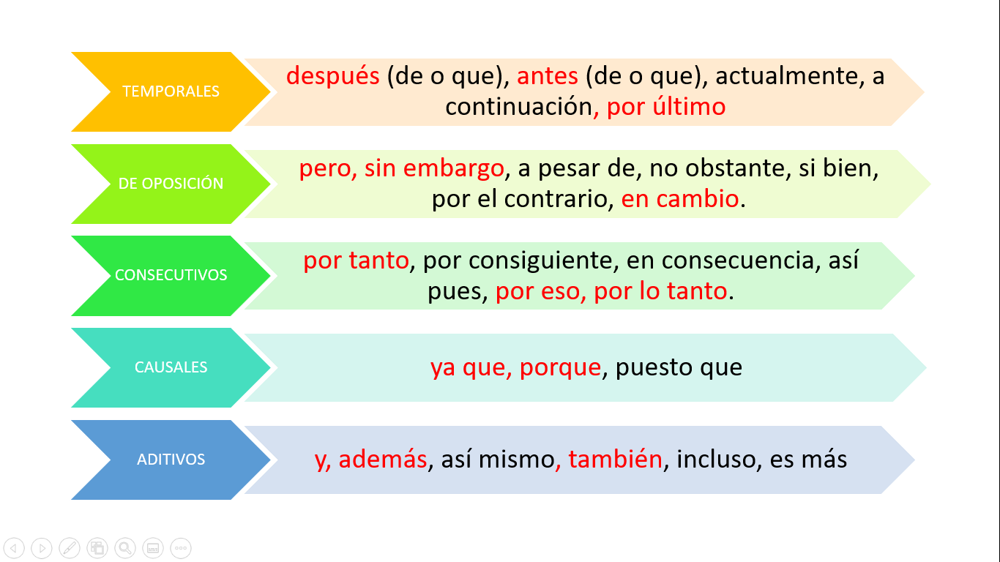 TEMPORALES
después (de o que), antes (de o que), actualmente, a
continuación, por último
DE OPOSICIÓN
pero, sin embargo, a pesar de, no obstante, si bien,
por el contrario, en cambio.
CONSECUTIVOS
por tanto, por consiguiente, en consecuencia, así
pues, por eso, por lo tanto.
CAUSALES
ya que, porque, puesto que
ADITIVOS
y, además, así mismo, también, incluso, es más